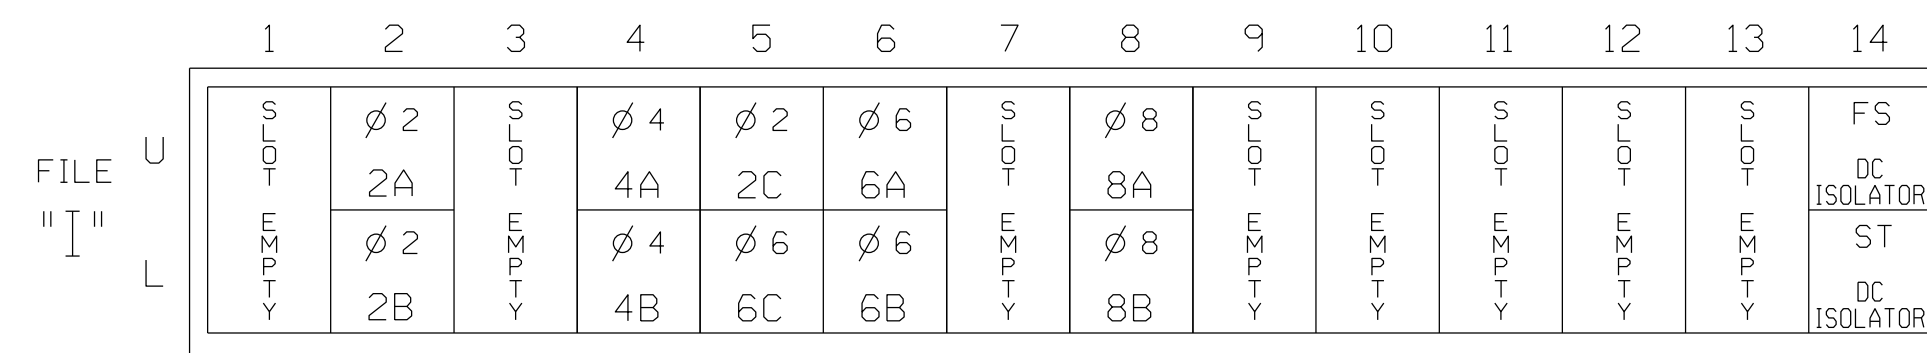 1 2 3 4 5 6 7 8 9 10 11 12 13 14
FILE
"I"
U
L
SLOT EMPTY
Ø 2
2A
Ø 2
2B
SLOT EMPTY
Ø 4
4A
Ø 4
4B
Ø 2
2C
Ø 6
6C
Ø 6
6A
Ø 6
6B
SLOT EMPTY
Ø 8
8A
Ø 8
8B
SLOT EMPTY
SLOT EMPTY
SLOT EMPTY
SLOT EMPTY
SLOT EMPTY
FS
DC
ISOLATOR
ST
DC
ISOLATOR